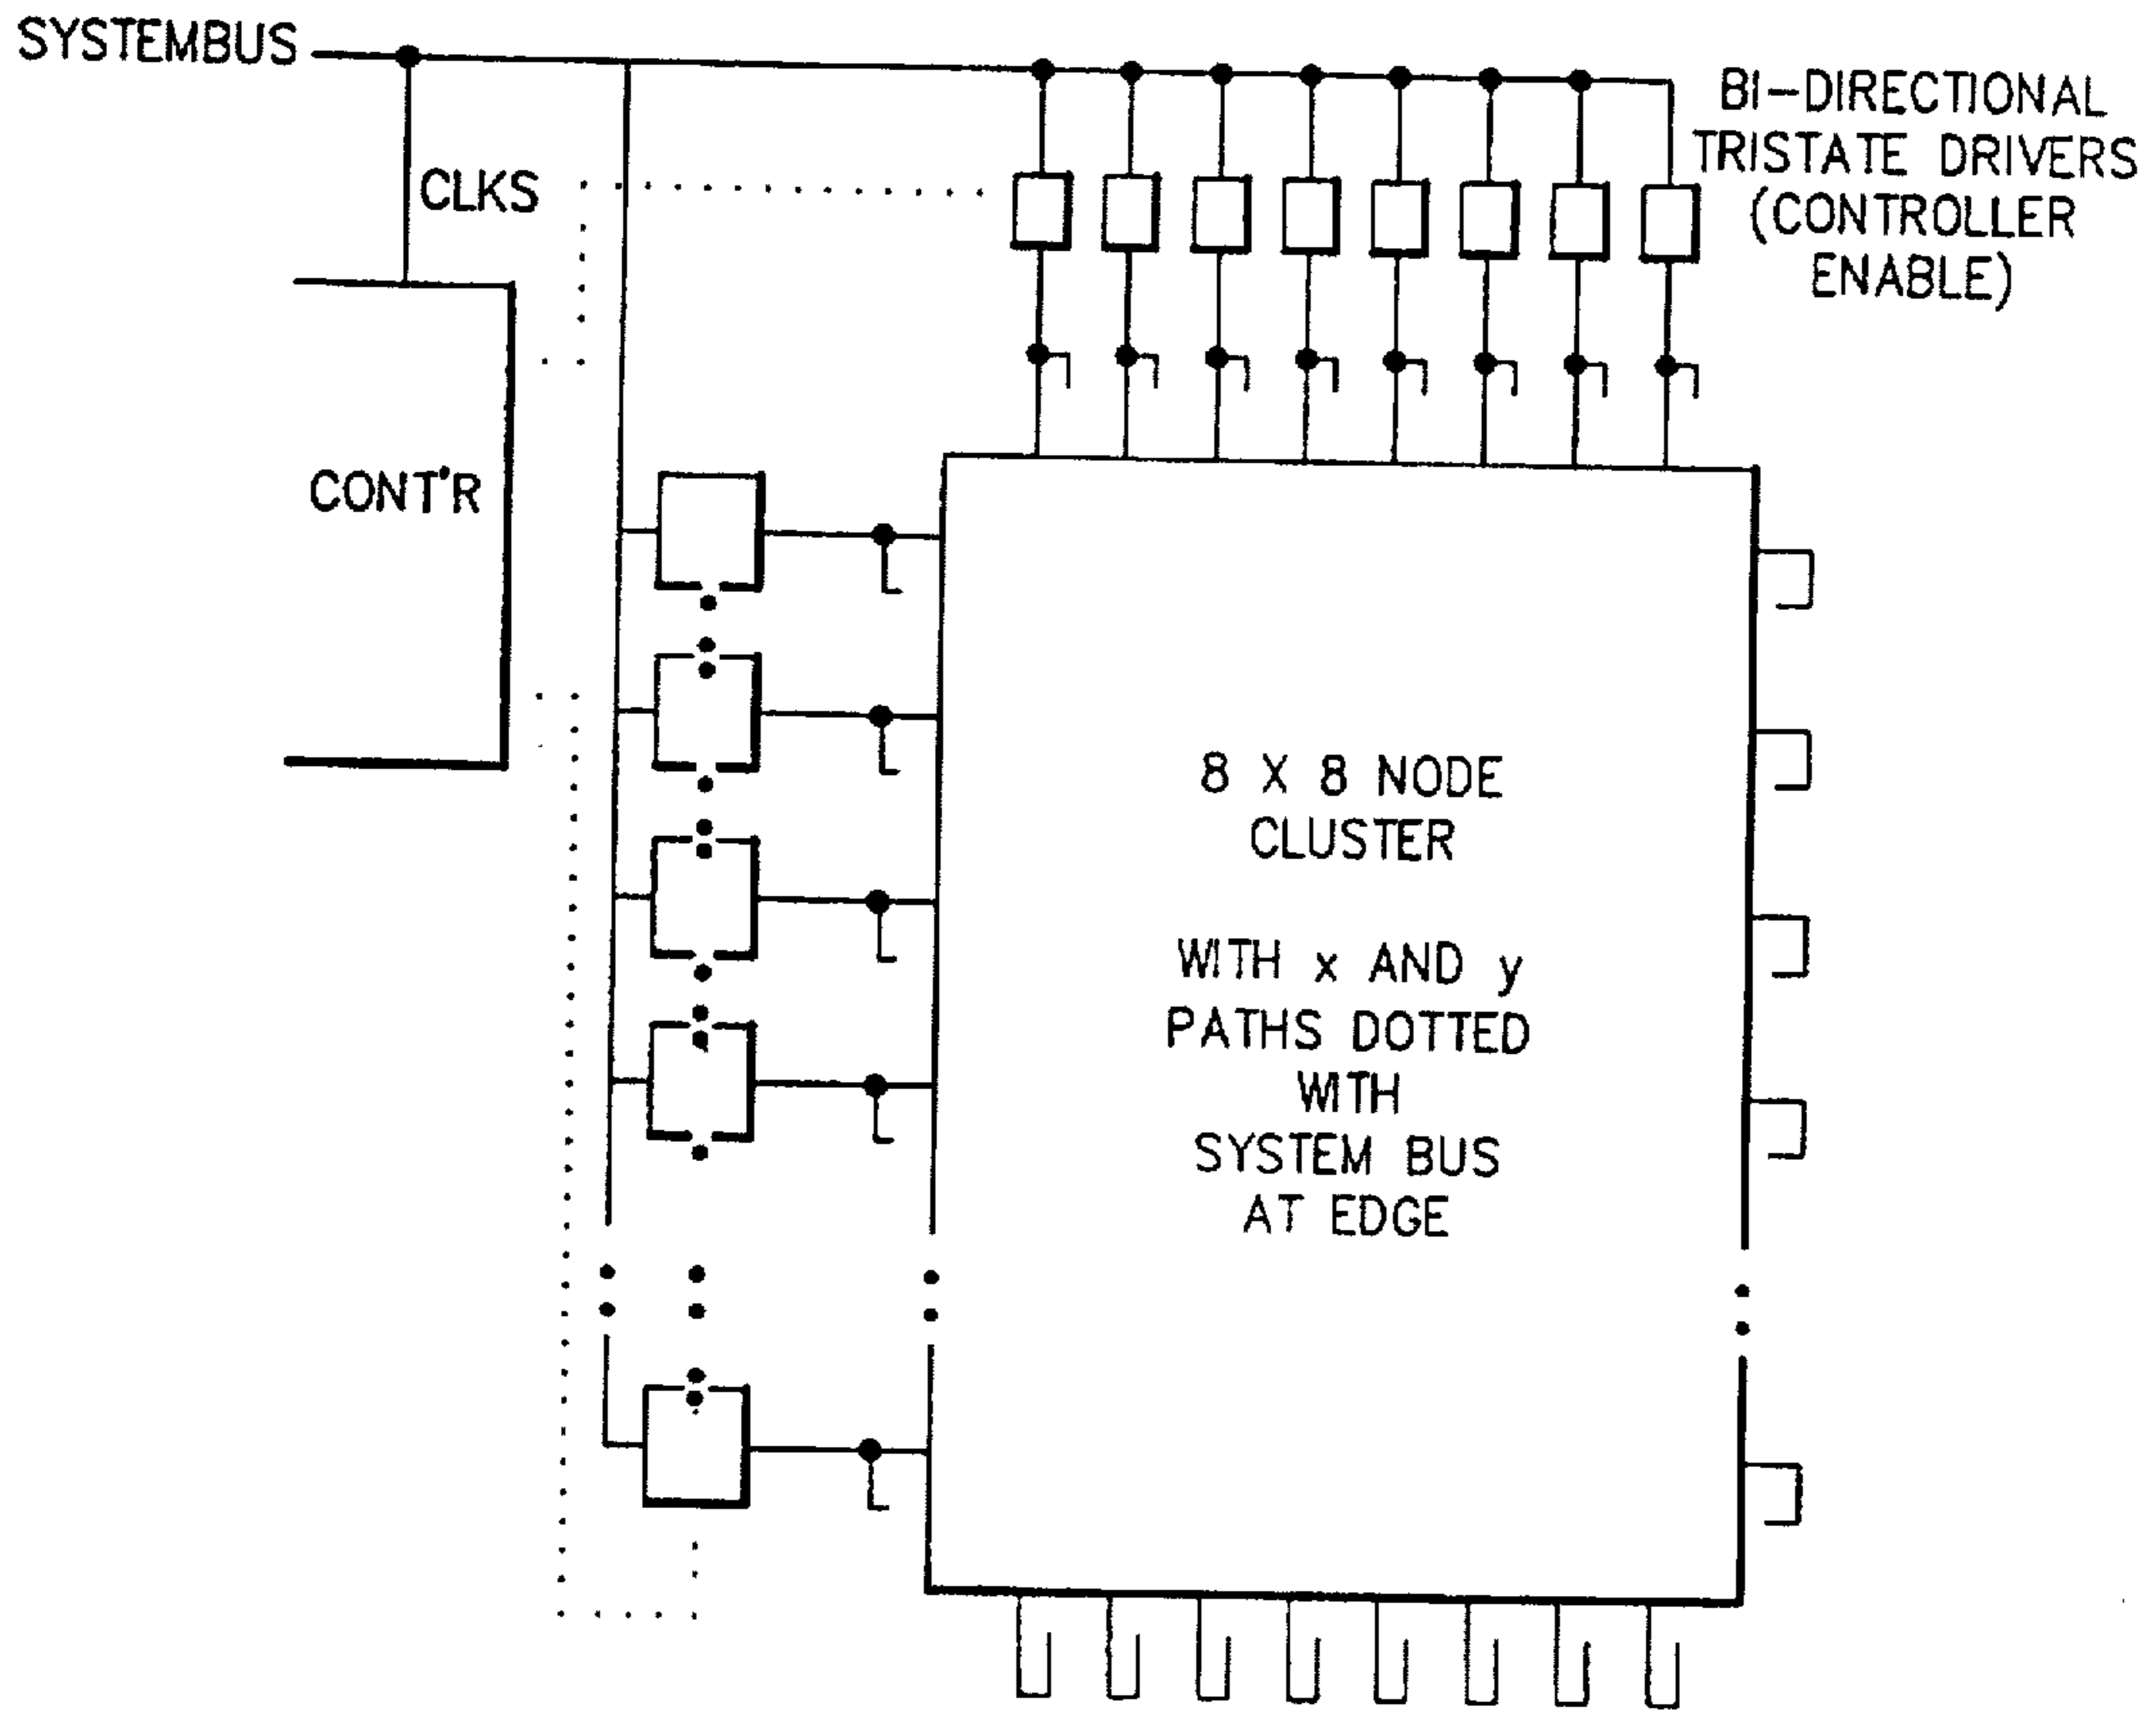 SYSTEMBUS
BI-DIRECTIONAL
TRISTATE DRIVERS
(CONTROLLER
ENABLE)
CLKS
CONT'R
8 X 8 NODE
CLUSTER
WITH x AND y
PATHS DOTTED
WITH
SYSTEM BUS
AT EDGE